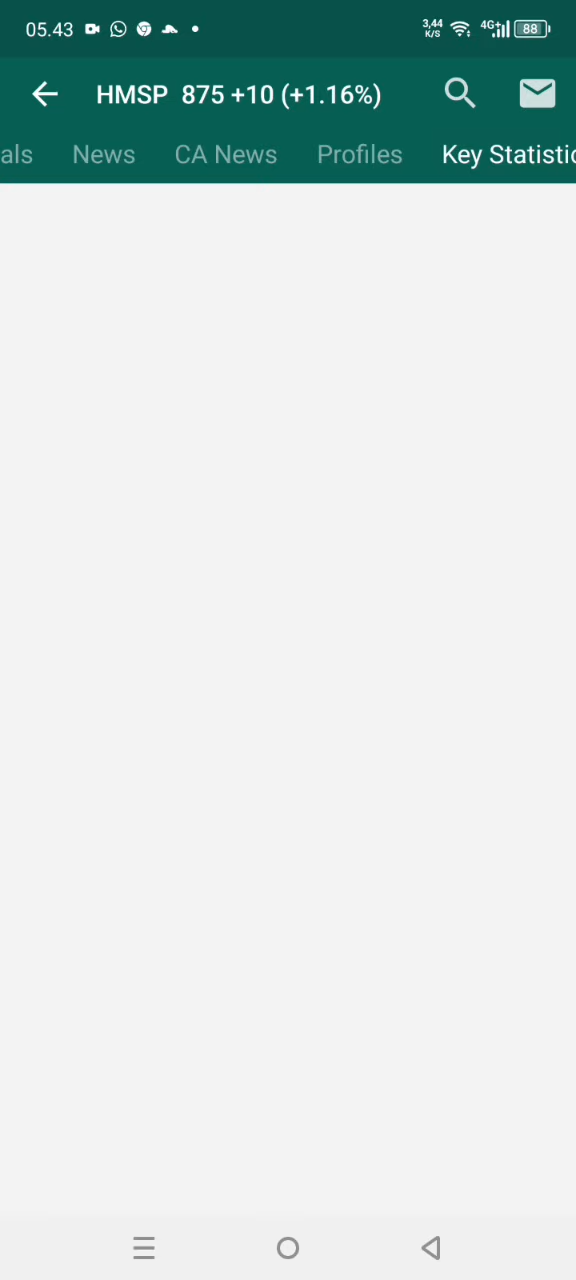 05.43 3,44 K/S 4G+ 88
HMSP 875 +10 (+1.16%)
als News CA News Profiles Key Statistic